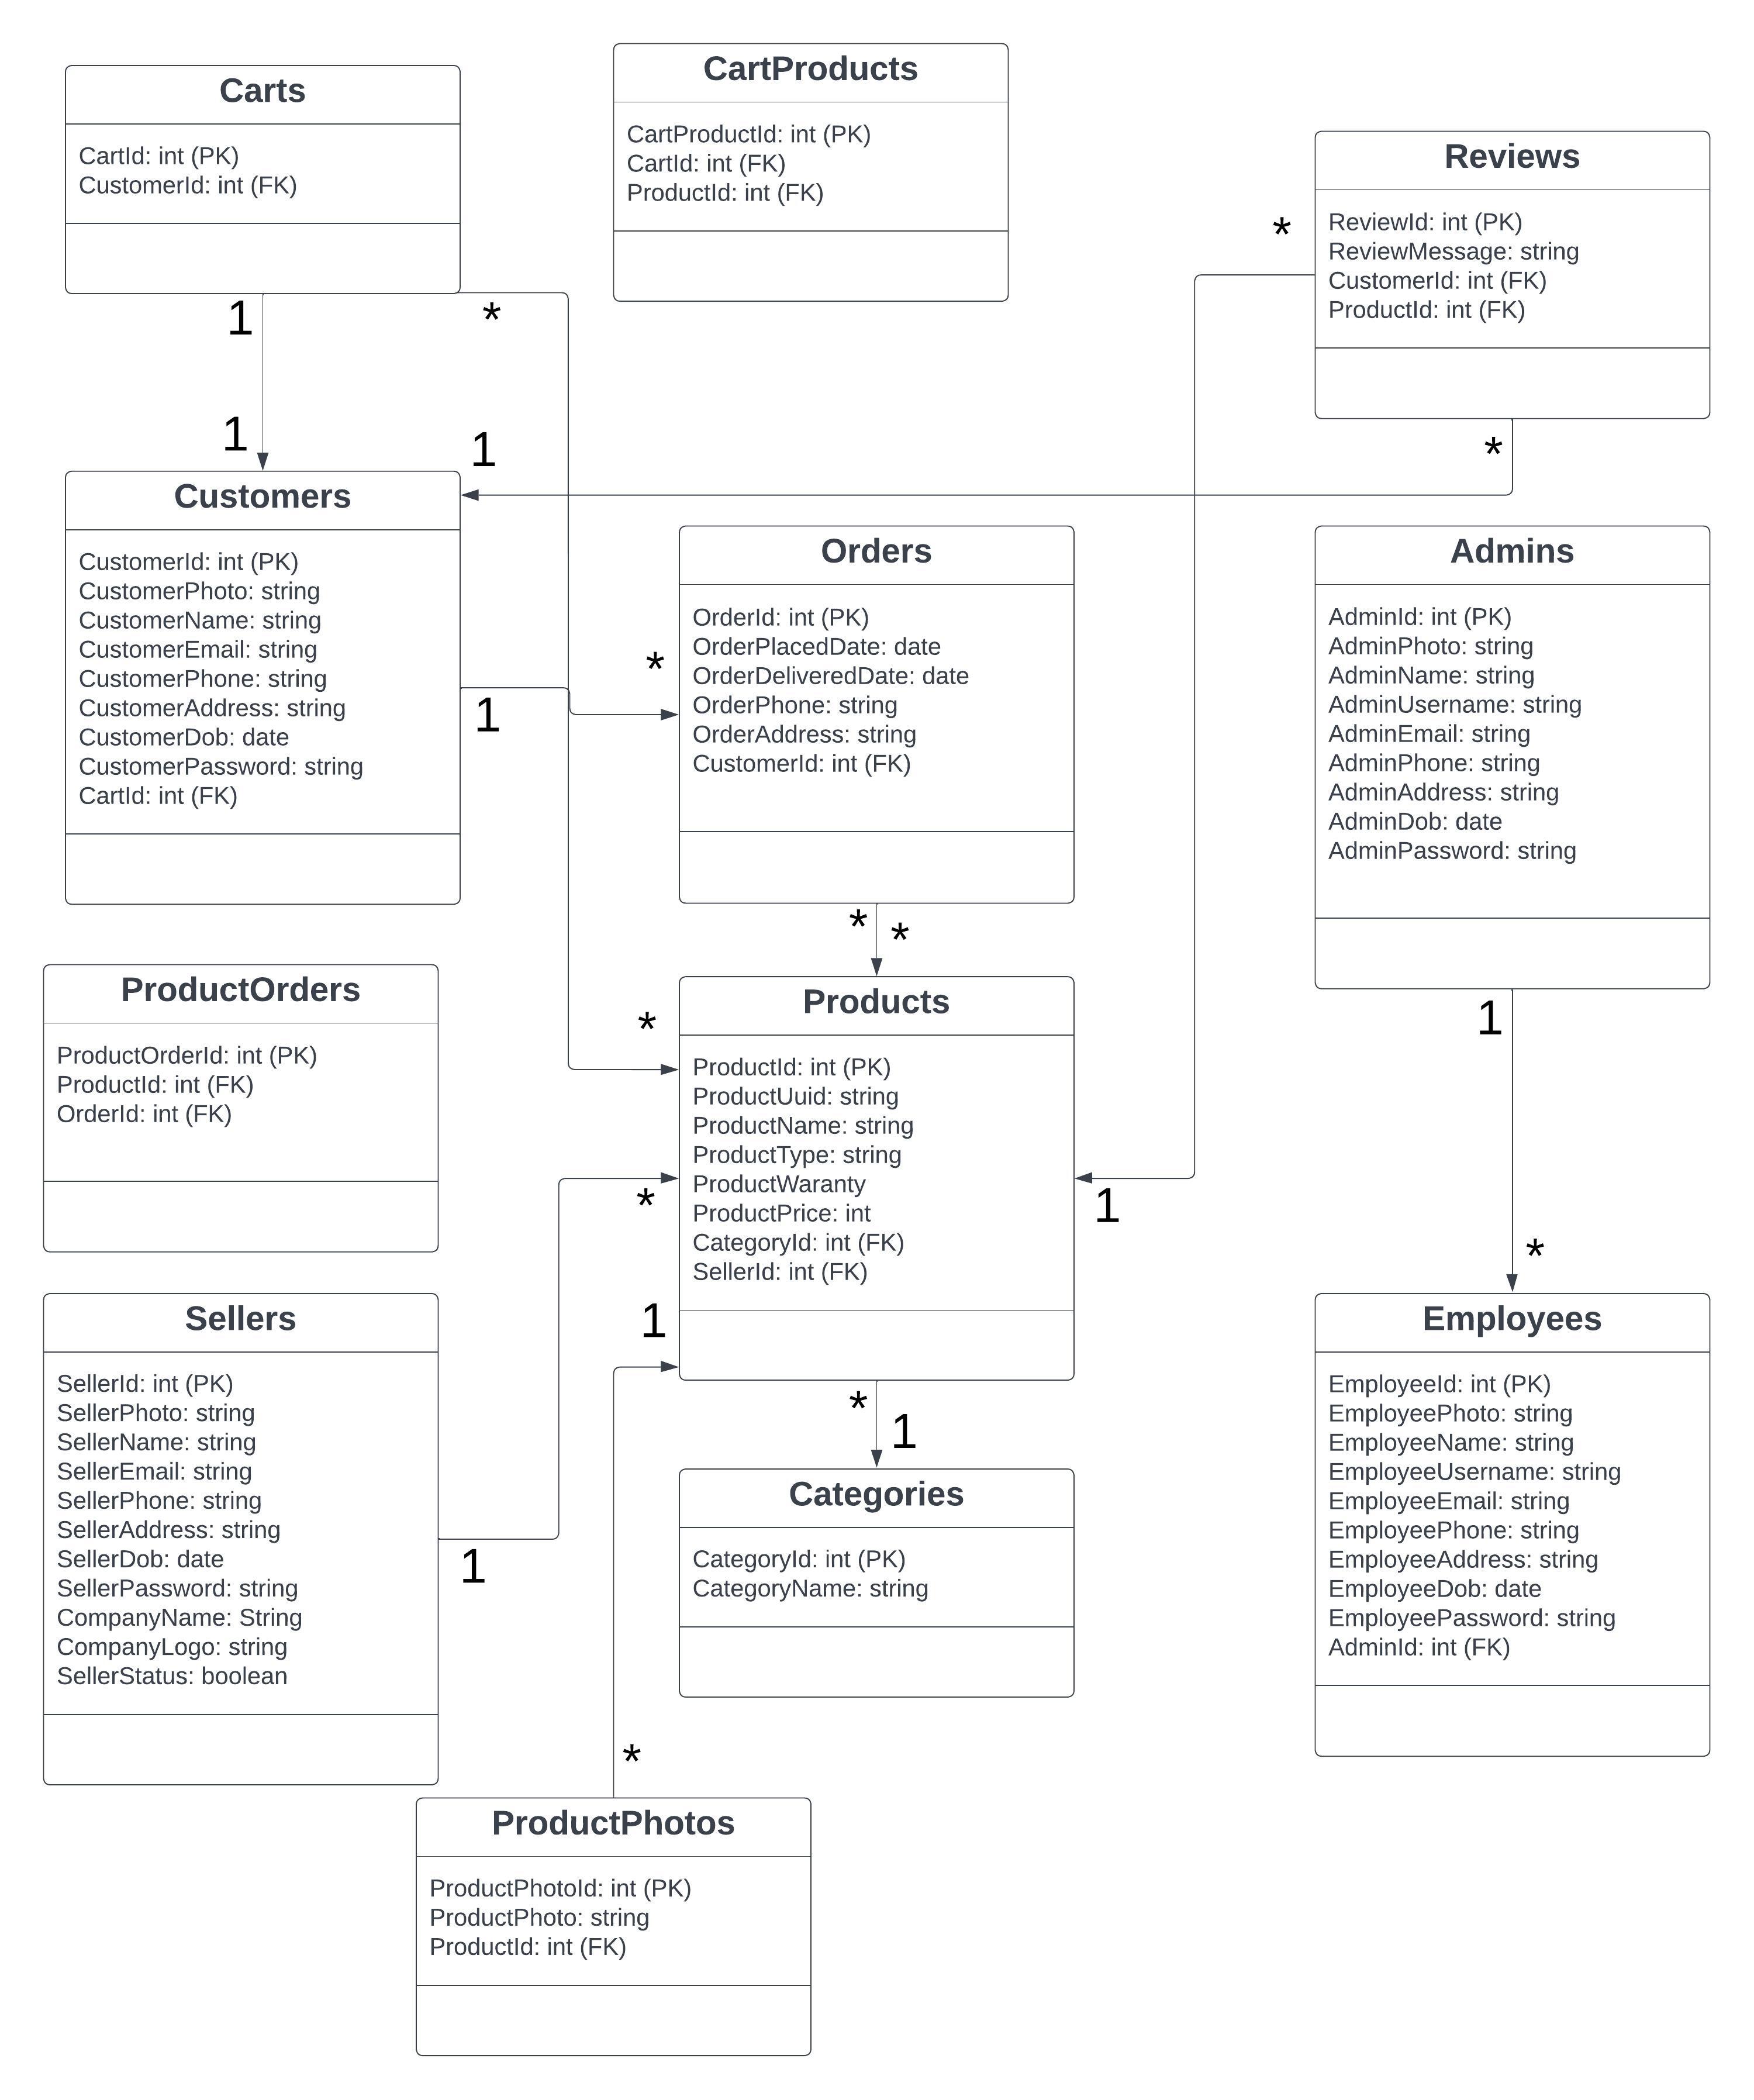 Carts
CartId: int (PK)
CustomerId: int (FK)
1
*
1
CartProducts
CartProductId: int (PK)
CartId: int (FK)
ProductId: int (FK)
Reviews
ReviewId: int (PK)
ReviewMessage: string
CustomerId: int (FK)
ProductId: int (FK)
*
*
1
Customers
CustomerId: int (PK)
CustomerPhoto: string
CustomerName: string
CustomerEmail: string
CustomerPhone: string
CustomerAddress: string
CustomerDob: date
CustomerPassword: string
CartId: int (FK)
1
*
Orders
OrderId: int (PK)
OrderPlacedDate: date
OrderDeliveredDate: date
OrderPhone: string
OrderAddress: string
CustomerId: int (FK)
*
*
Admins
AdminId: int (PK)
AdminPhoto: string
AdminName: string
AdminUsername: string
AdminEmail: string
AdminPhone: string
AdminAddress: string
AdminDob: date
AdminPassword: string
1
*
ProductOrders
ProductOrderId: int (PK)
ProductId: int (FK)
OrderId: int (FK)
*
*
1
1
Products
ProductId: int (PK)
ProductUuid: string
ProductName: string
ProductType: string
ProductWaranty
ProductPrice: int
CategoryId: int (FK)
SellerId: int (FK)
*
1
Sellers
SellerId: int (PK)
SellerPhoto: string
SellerName: string
SellerEmail: string
SellerPhone: string
SellerAddress: string
SellerDob: date
SellerPassword: string
CompanyName: String
CompanyLogo: string
SellerStatus: boolean
1
Categories
CategoryId: int (PK)
CategoryName: string
Employees
EmployeeId: int (PK)
EmployeePhoto: string
EmployeeName: string
EmployeeUsername: string
EmployeeEmail: string
EmployeePhone: string
EmployeeAddress: string
EmployeeDob: date
EmployeePassword: string
AdminId: int (FK)
*
ProductPhotos
ProductPhotoId: int (PK)
ProductPhoto: string
ProductId: int (FK)